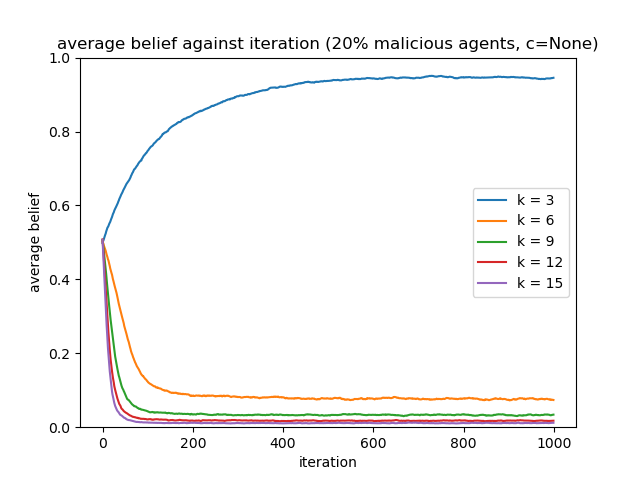 average belief against iteration (20% malicious agents, c=None)
1.0
0.8
0.6
0.4
0.2
0.0
average belief
k = 3
k = 6
k = 9
k = 12
k = 15
0 200 400 600 800 1000
iteration